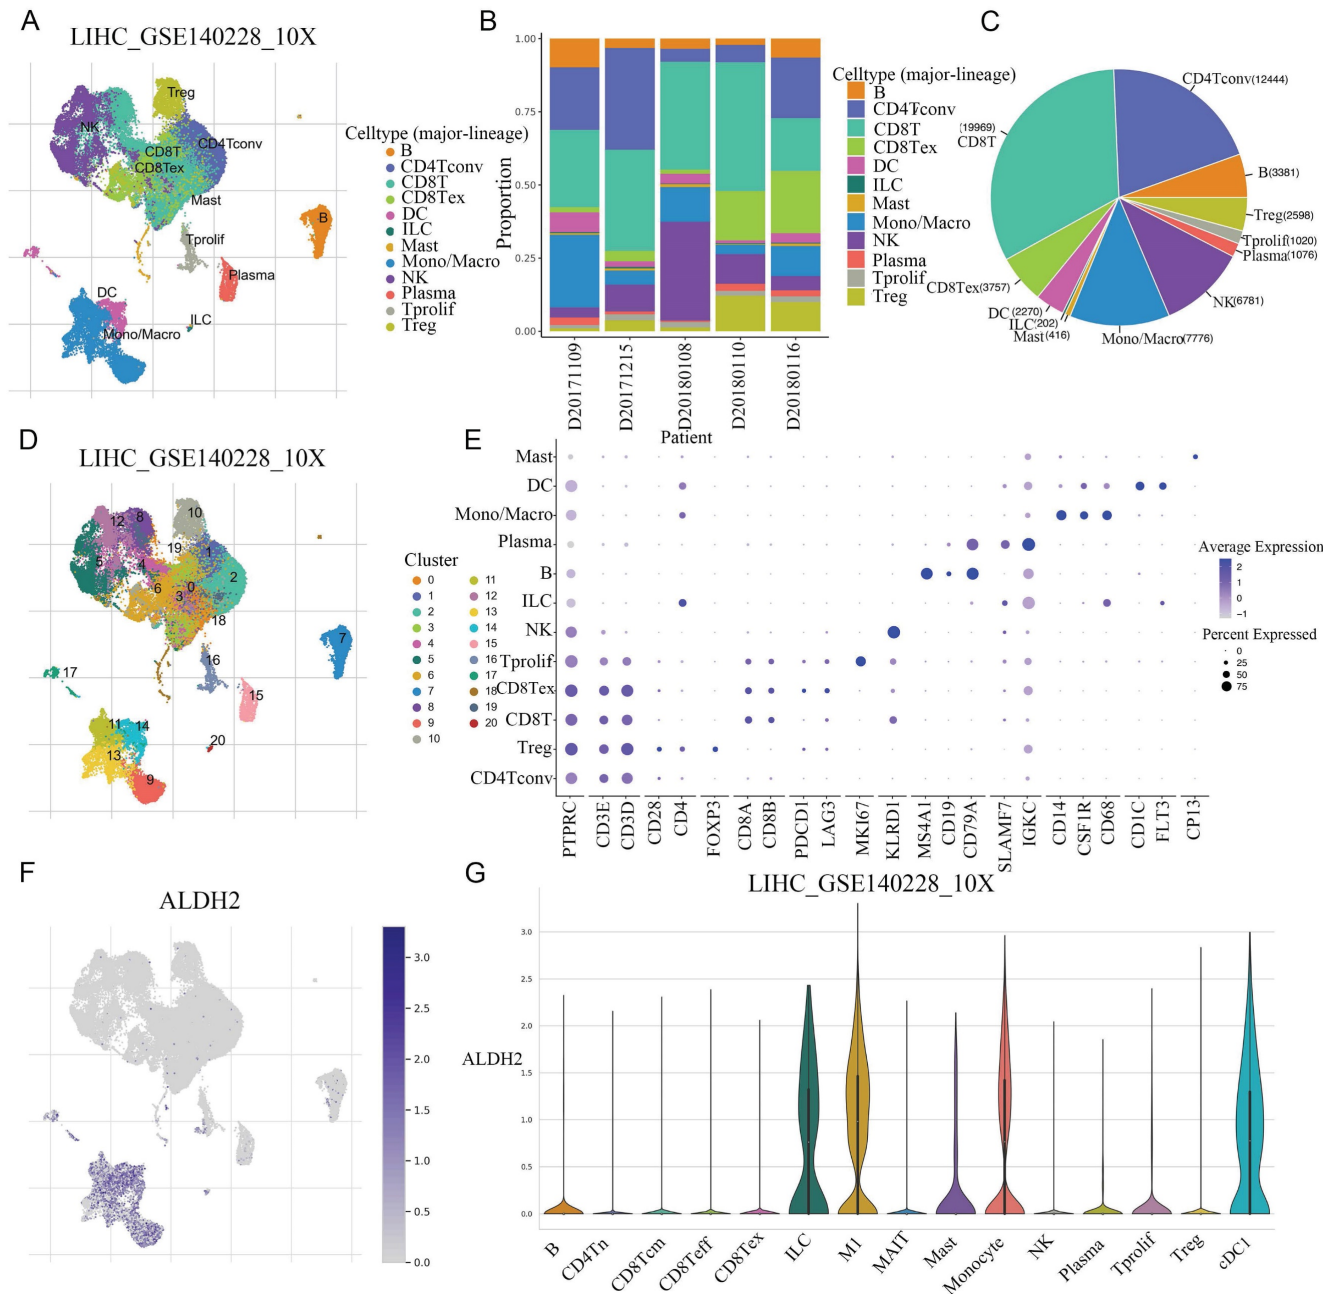 A
LIHC_GSE140228_10X
Treg
NK
CD4Tconv
CD8T
CD8Tex
Mast
Tprolif
B
Plasma
DC
ILC
Mono/Macro
Celltype (major-lineage)
B
CD4Tconv
CD8T
CD8Tex
DC
ILC
Mast
Mono/Macro
NK
Plasma
Tprolif
Treg
B
Proportion
1.00
0.75
0.50
0.25
0.00
D20171109
D20171215
D20180108
D20180110
D20180116
Patient
Celltype (major-lineage)
B
CD4Tconv
CD8T
CD8Tex
DC
ILC
Mast
Mono/Macro
NK
Plasma
Tprolif
Treg
C
CD4Tconv(12444)
(19969)
CD8T
B(3381)
Treg(2598)
Tprolif(1020)
Plasma(1076)
NK(6781)
CD8Tex(3757)
DC(2270)
ILC(202)
Mast(416)
Mono/Macro(7776)
D
LIHC_GSE140228_10X
10
12
8
19
1
5
4
2
6
0
3
18
7
16
17
15
11
14
13
20
9
Cluster
0
1
2
3
4
5
6
7
8
9
10
11
12
13
14
15
16
17
18
19
20
E
Mast
DC
Mono/Macro
Plasma
B
ILC
NK
Tprolif
CD8Tex
CD8T
Treg
CD4Tconv
PTPRC
CD3E
CD3D
CD28
CD4
FOXP3
CD8A
CD8B
PDCD1
LAG3
MKI67
KLRD1
MS4A1
CD19
CD79A
SLAMF7
IGKC
CD14
CSF1R
CD68
CD1C
FLT3
CP13
Average Expression
2
1
0
−1
Percent Expressed
0
25
50
75
F
ALDH2
3.0
2.5
2.0
1.5
1.0
0.5
0.0
G
LIHC_GSE140228_10X
ALDH2
3.0
2.5
2.0
1.5
1.0
0.5
0.0
B
CD4Tn
CD8Tcm
CD8Teff
CD8Tex
ILC
M1
MAIT
Mast
Monocyte
NK
Plasma
Tprolif
Treg
cDC1